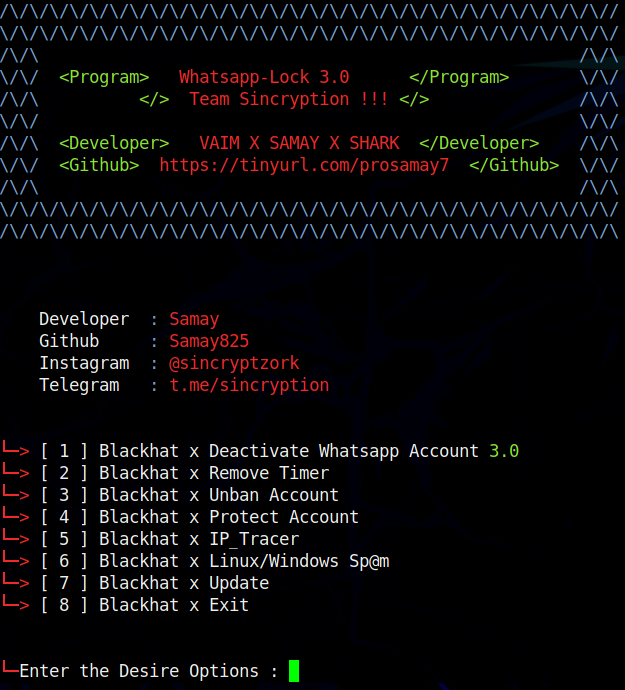 /\/\/\/\/\/\/\/\/\/\/\/\/\/\/\/\/\/\/\/\/\/\/\/\/\/\/\/\/\/\//
\/\/\/\/\/\/\/\/\/\/\/\/\/\/\/\/\/\/\/\/\/\/\/\/\/\/\/\/\/\/\/
/\/\ /\/\
\/\/ <Program> Whatsapp-Lock 3.0 </Program> \/\/
/\/\ </> Team Sincryption !!! </> /\/\
\/\/ \/\/
/\/\ <Developer> VAIM X SAMAY X SHARK </Developer> /\/\
\/\/ <Github> https://tinyurl.com/prosamay7 </Github> \/\/
/\/\ /\/\
\/\/\/\/\/\/\/\/\/\/\/\/\/\/\/\/\/\/\/\/\/\/\/\/\/\/\/\/\/\/\/
/\/\/\/\/\/\/\/\/\/\/\/\/\/\/\/\/\/\/\/\/\/\/\/\/\/\/\/\/\/\/\
Developer : Samay
Github : Samay825
Instagram : @sincryptzork
Telegram : t.me/sincryption
└─> [ 1 ] Blackhat x Deactivate Whatsapp Account 3.0
└─> [ 2 ] Blackhat x Remove Timer
└─> [ 3 ] Blackhat x Unban Account
└─> [ 4 ] Blackhat x Protect Account
└─> [ 5 ] Blackhat x IP_Tracer
└─> [ 6 ] Blackhat x Linux/Windows Sp@m
└─> [ 7 ] Blackhat x Update
└─> [ 8 ] Blackhat x Exit
└─Enter the Desire Options :